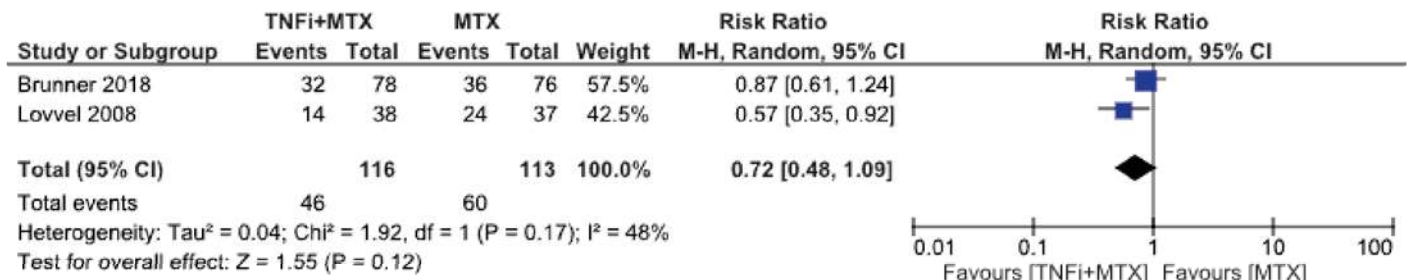 TNFi+MTX MTX Risk Ratio Risk Ratio
Study or Subgroup Events Total Events Total Weight M-H, Random, 95% CI M-H, Random, 95% CI
Brunner 2018 32 78 36 76 57.5% 0.87 [0.61, 1.24]
Lovvel 2008 14 38 24 37 42.5% 0.57 [0.35, 0.92]
Total (95% CI) 116 113 100.0% 0.72 [0.48, 1.09]
Total events 46 60
Heterogeneity: Tau² = 0.04; Chi² = 1.92, df = 1 (P = 0.17); I² = 48%
Test for overall effect: Z = 1.55 (P = 0.12)
0.01 0.1 1 10 100
Favours [TNFi+MTX] Favours [MTX]